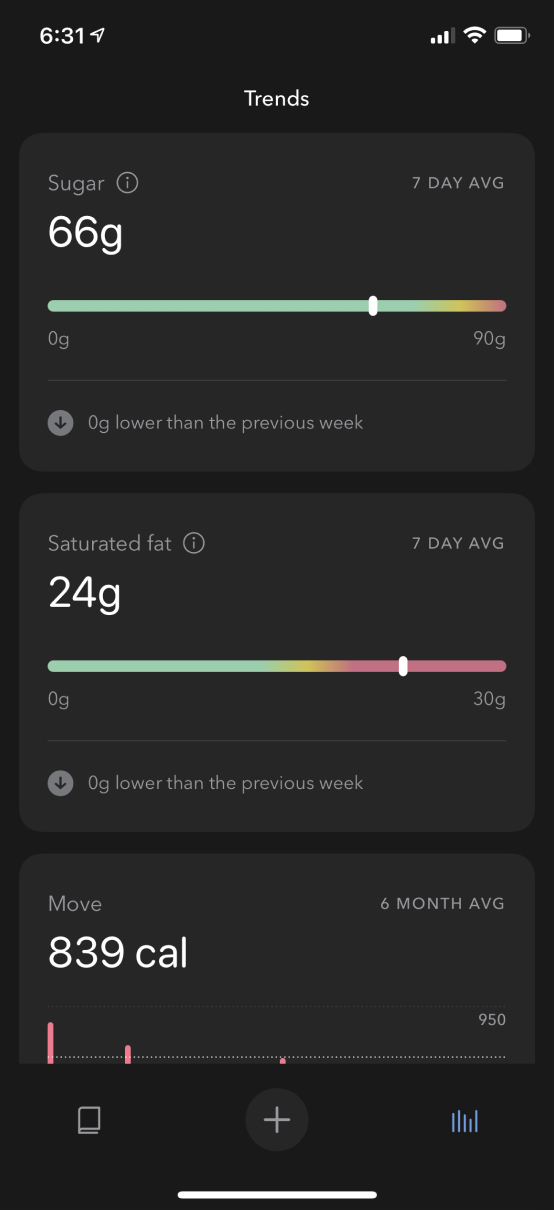 6:31
Trends
Sugar
7 DAY AVG
66g
0g
90g
0g lower than the previous week
Saturated fat
7 DAY AVG
24g
0g
30g
0g lower than the previous week
Move
6 MONTH AVG
839 cal
950